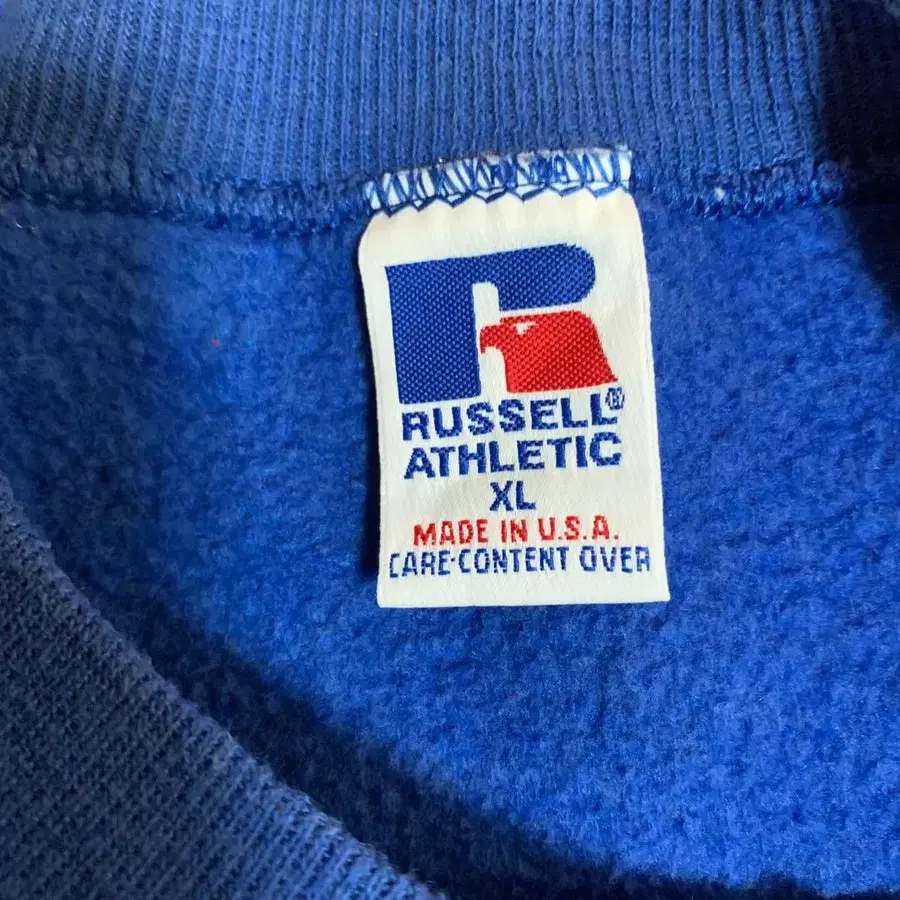 R
RUSSELL®
ATHLETIC
XL
MADE IN U.S.A.
CARE-CONTENT OVER